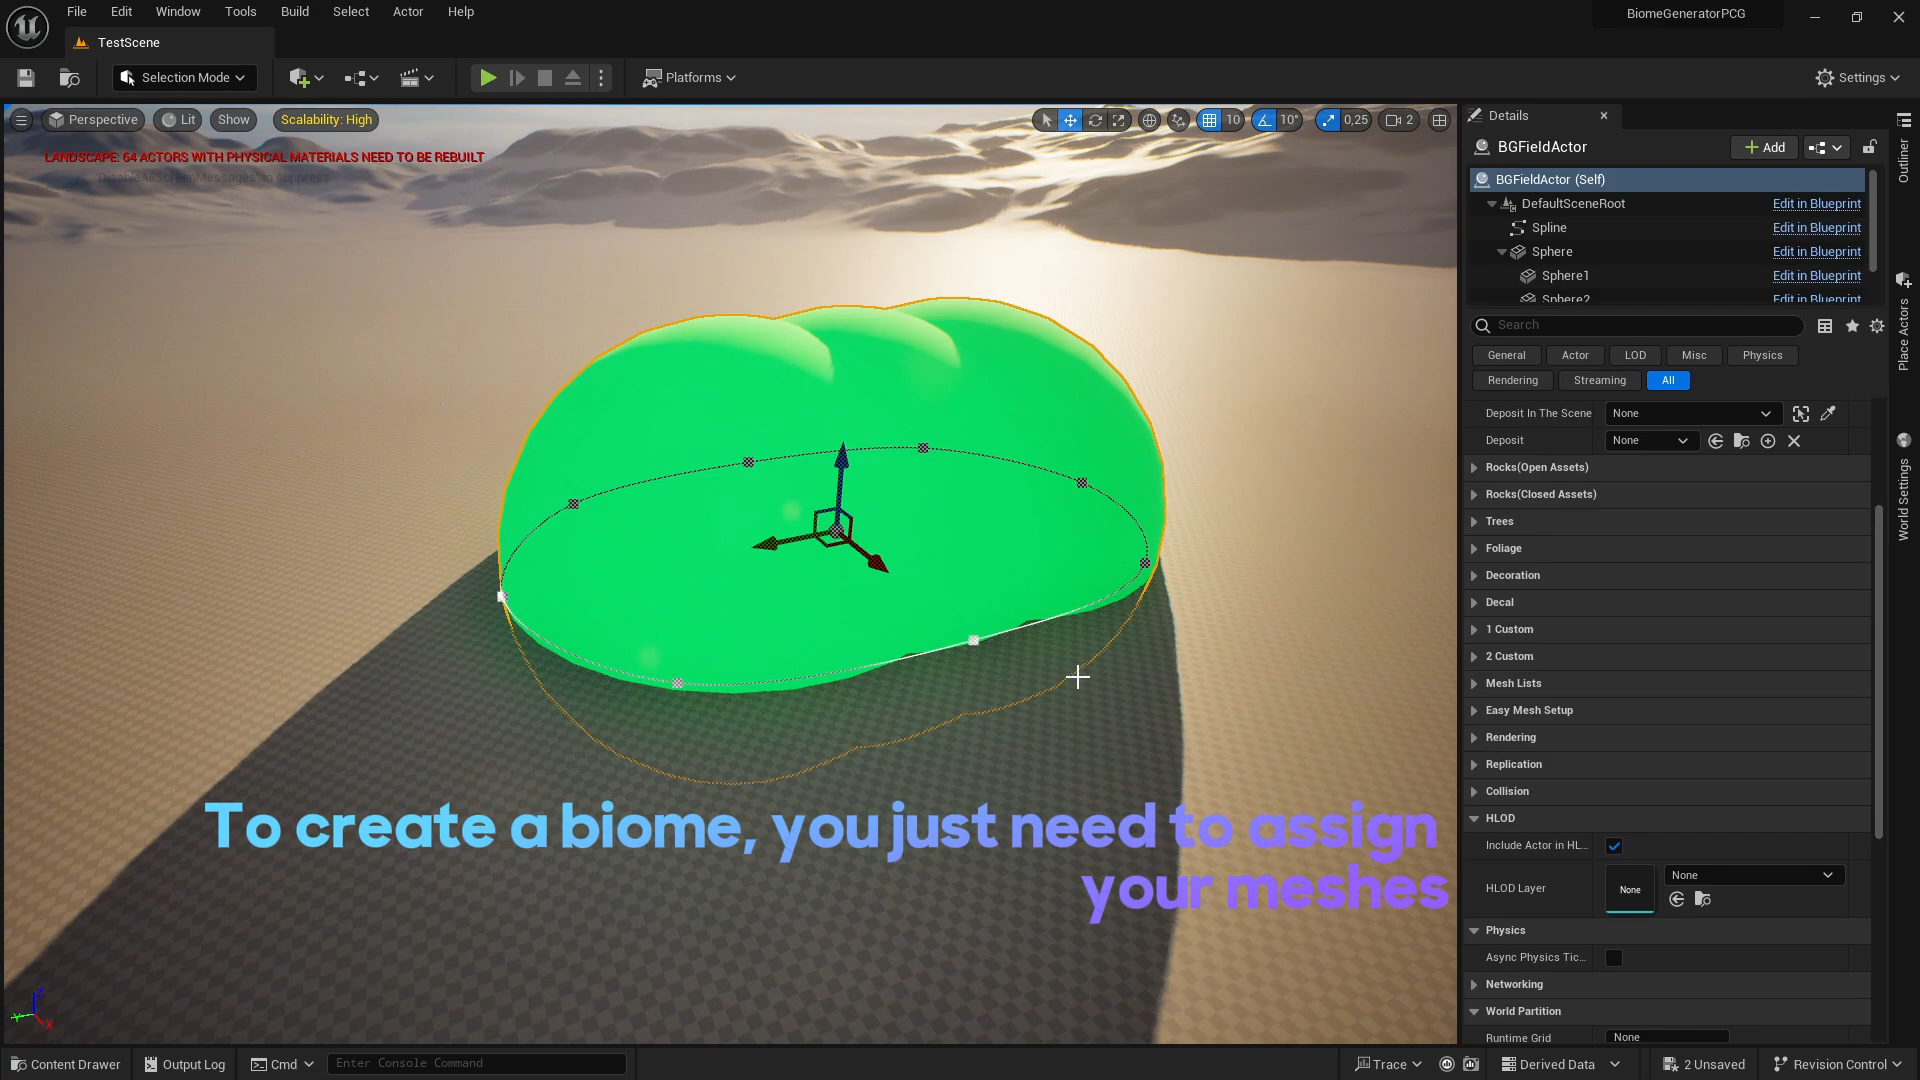 File Edit Window Tools Build Select Actor Help
BiomeGeneratorPCG
TestScene
Selection Mode
Platforms
Settings
Perspective Lit Show Scalability: High
10 10° 0,25 2
LANDSCAPE: 64 ACTORS WITH PHYSICAL MATERIALS NEED TO BE REBUILT
'DisableAllScreenMessages' to suppress
To create a biome, you just need to assign
your meshes
Details
BGFieldActor
Add
BGFieldActor (Self)
DefaultSceneRoot Edit in Blueprint
Spline Edit in Blueprint
Sphere Edit in Blueprint
Sphere1 Edit in Blueprint
Sphere2 Edit in Blueprint
Search
General Actor LOD Misc Physics
Rendering Streaming All
Deposit In The Scene None
Deposit None
Rocks(Open Assets)
Rocks(Closed Assets)
Trees
Foliage
Decoration
Decal
1 Custom
2 Custom
Mesh Lists
Easy Mesh Setup
Rendering
Replication
Collision
HLOD
Include Actor in HL...
HLOD Layer None None
Physics
Async Physics Tic...
Networking
World Partition
Runtime Grid None
Outliner
Place Actors
World Settings
Content Drawer Output Log Cmd Enter Console Command
Trace Derived Data 2 Unsaved Revision Control